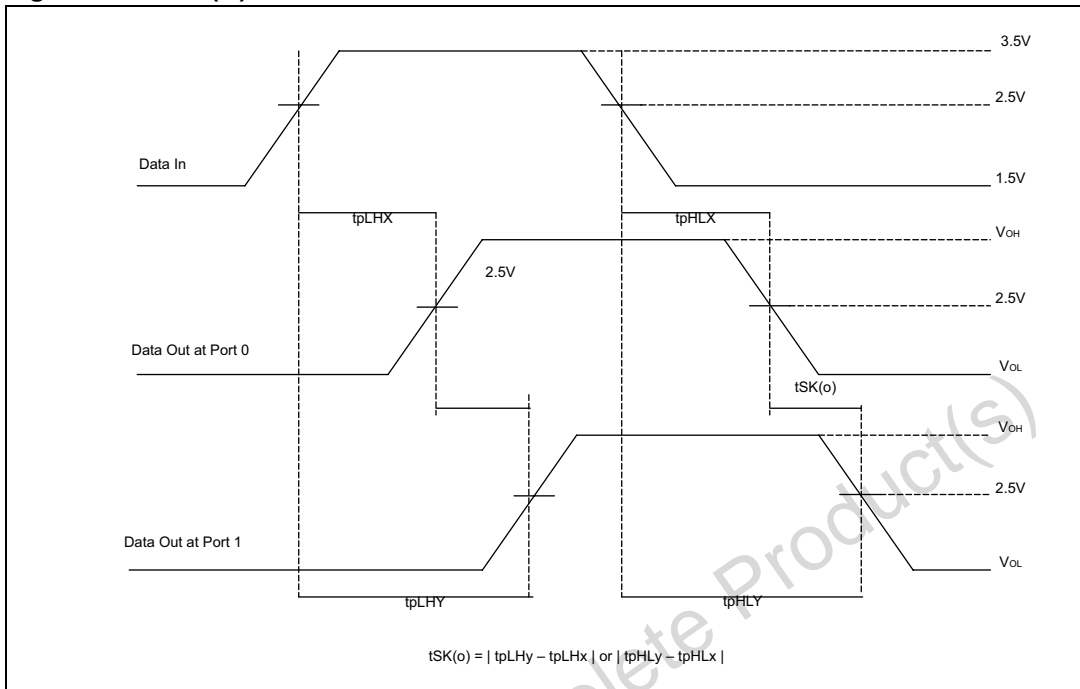 3.5V
2.5V
Data In
1.5V
tpLHX
tpHLX
VOH
2.5V
2.5V
Data Out at Port 0
VOL
tSK(o)
VOH
2.5V
Data Out at Port 1
VOL
tpLHY
tpHLY
tSK(o) = | tpLHy – tpLHx | or | tpHLy – tpHLx |
lete Product(s)